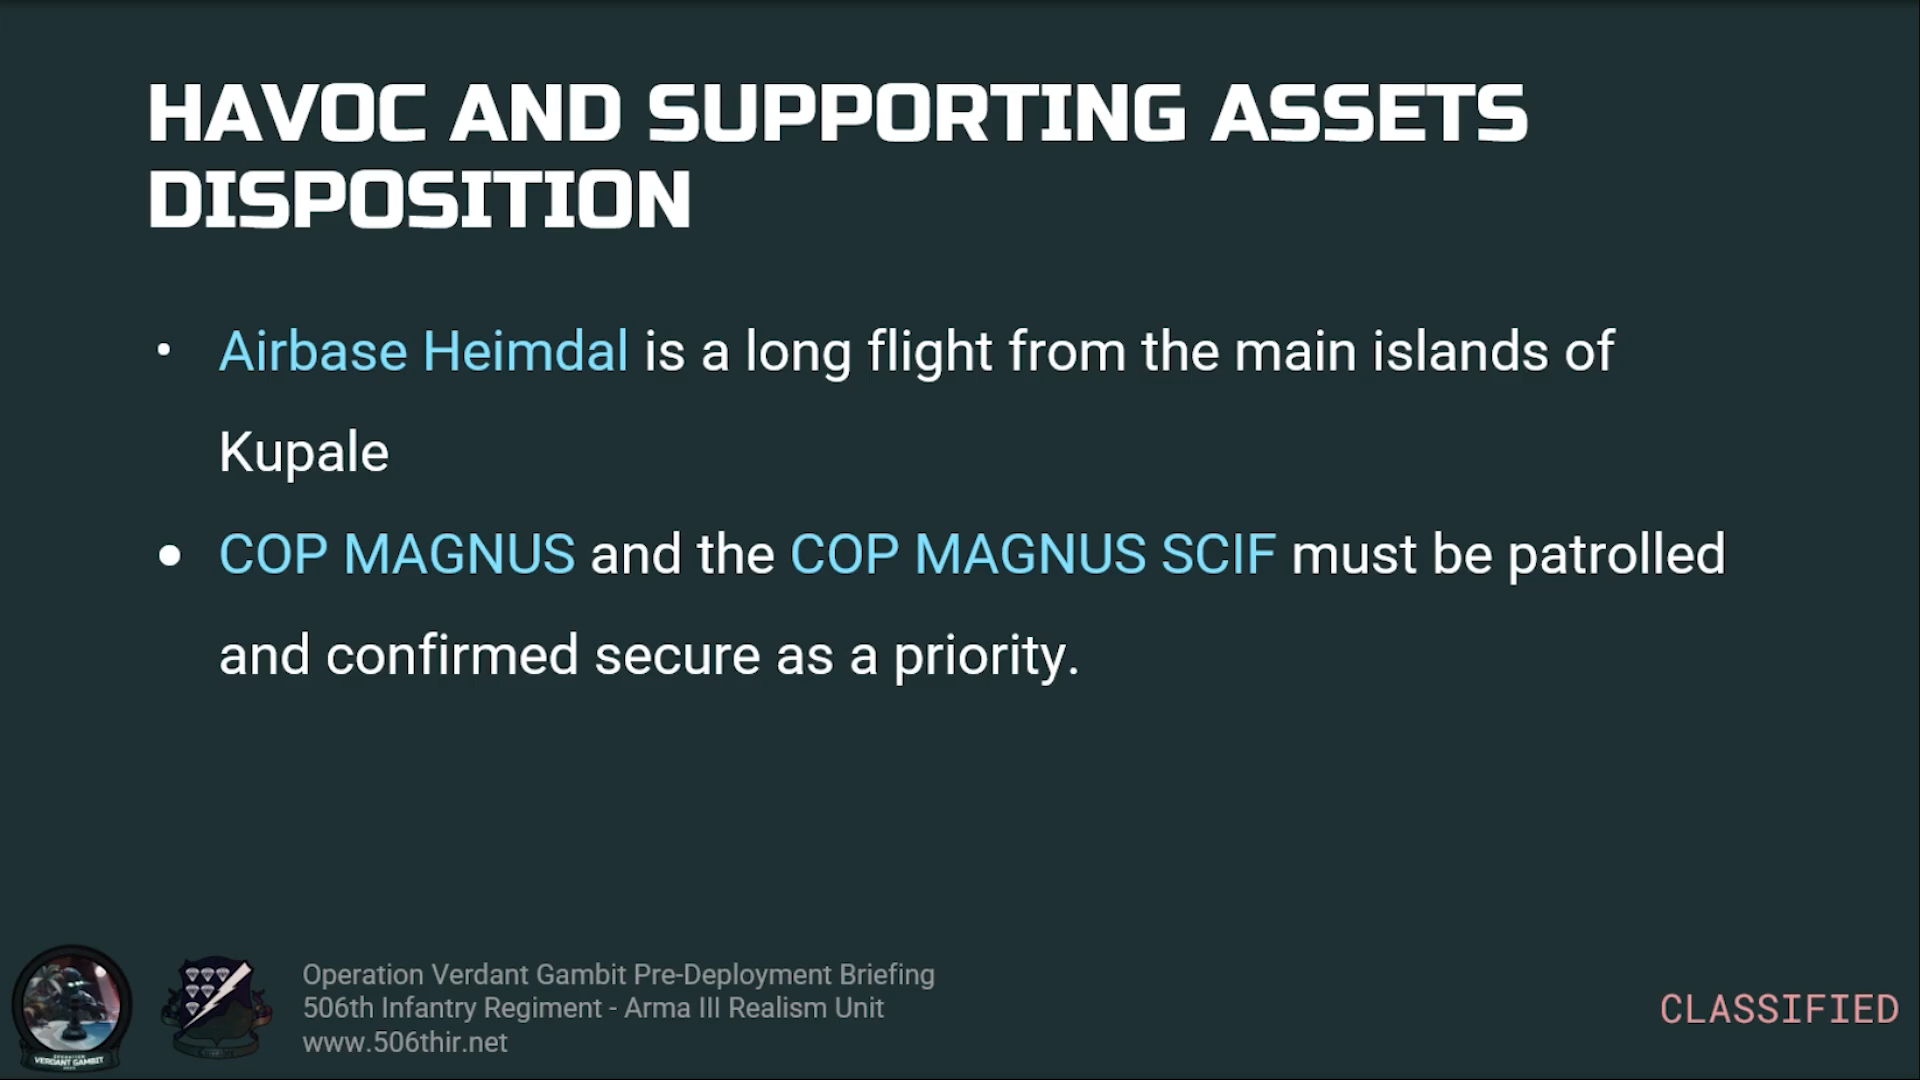 HAVOC AND SUPPORTING ASSETS
DISPOSITION
• Airbase Heimdal is a long flight from the main islands of
Kupale
● COP MAGNUS and the COP MAGNUS SCIF must be patrolled
and confirmed secure as a priority.
Operation Verdant Gambit Pre-Deployment Briefing
506th Infantry Regiment - Arma III Realism Unit
www.506thir.net
CLASSIFIED
VERDANT GAMBIT